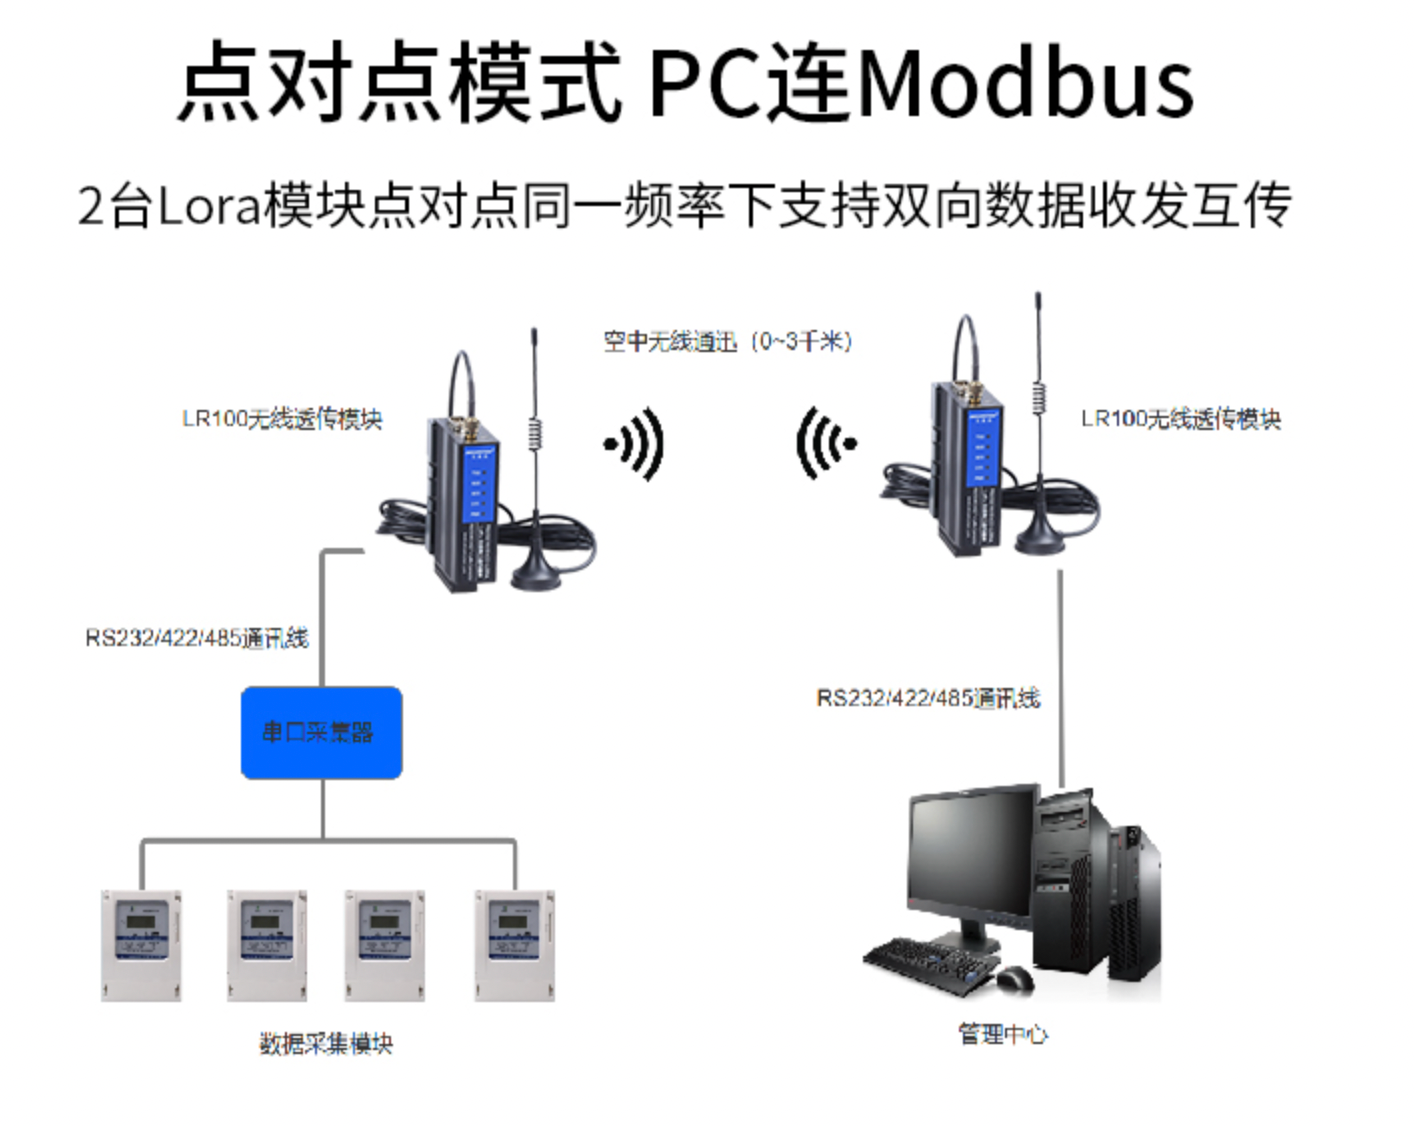 点对点模式 PC连Modbus
2台Lora模块点对点同一频率下支持双向数据收发互传
空中无线通迅（0~3千米）
LR100无线透传模块
LR100无线透传模块
RS232/422/485通讯线
RS232/422/485通讯线
串口采集器
数据采集模块
管理中心